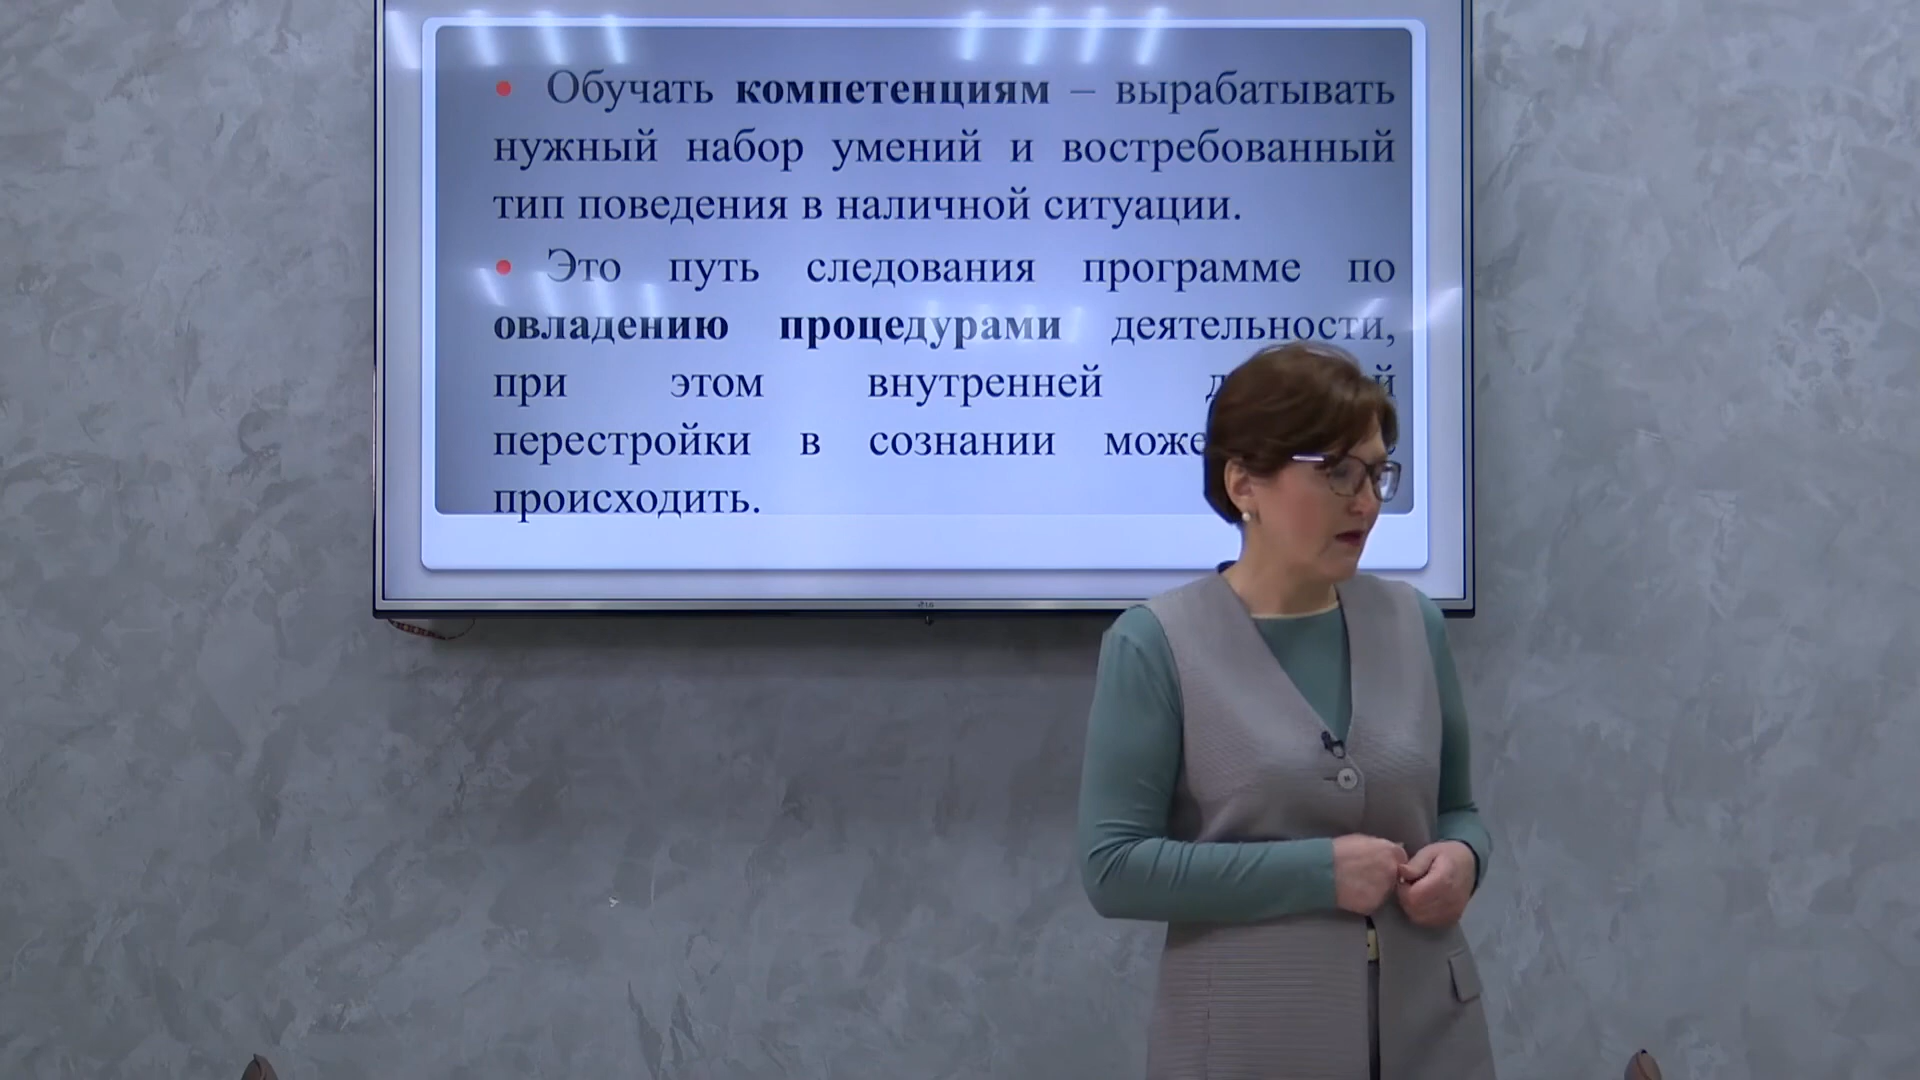 • Обучать компетенциям – вырабатывать
нужный набор умений и востребованный
тип поведения в наличной ситуации.
• Это путь следования программе по
овладению процедурами деятельности,
при этом внутренней
перестройки в сознании
происходить.
LG